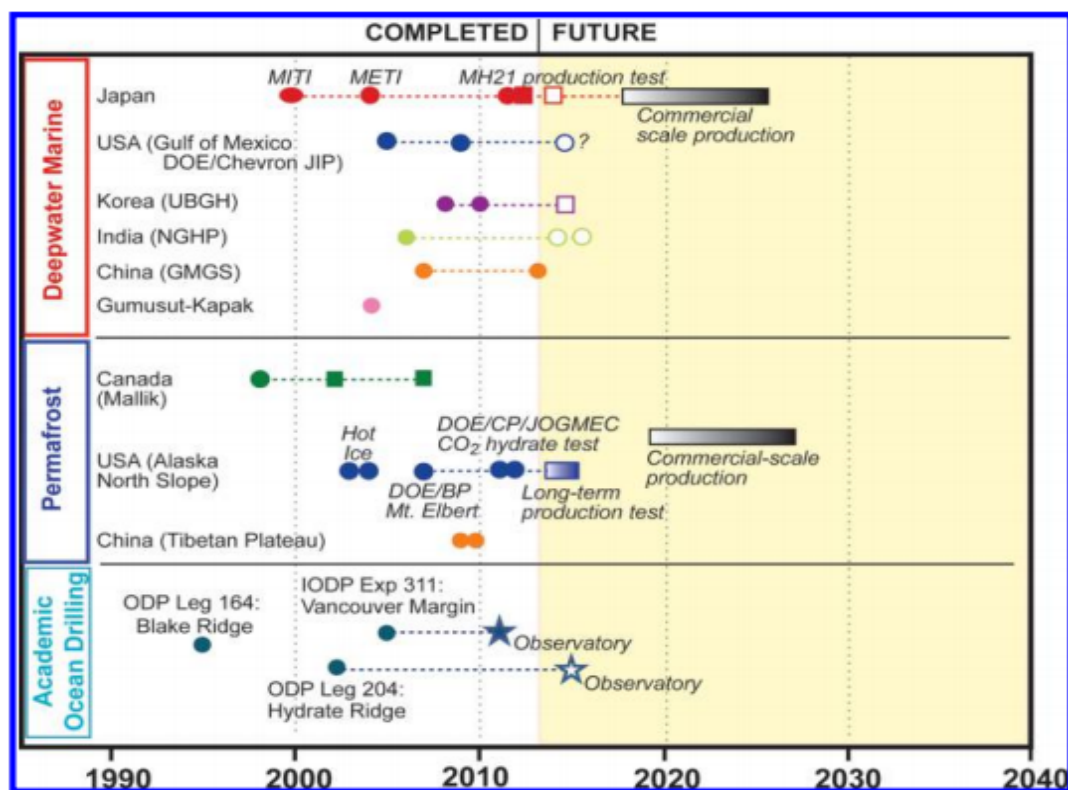 COMPLETED FUTURE
Deepwater Marine
MITI METI MH21 production test
Japan
Commercial
scale production
USA (Gulf of Mexico
DOE/Chevron JIP)
?
Korea (UBGH)
India (NGHP)
China (GMGS)
Gumusut-Kapak
Permafrost
Canada
(Mallik)
DOE/CP/JOGMEC
CO₂ hydrate test
Hot
Ice
USA (Alaska
North Slope)
Commercial-scale
production
DOE/BP
Mt. Elbert
Long-term
production test
China (Tibetan Plateau)
Academic
Ocean Drilling
ODP Leg 164:
Blake Ridge
IODP Exp 311:
Vancouver Margin
Observatory
Observatory
ODP Leg 204:
Hydrate Ridge
1990 2000 2010 2020 2030 2040